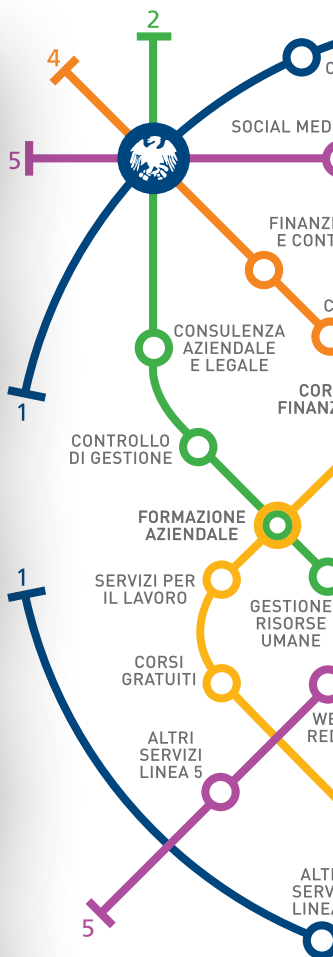 2
4
5
SOCIAL MED
E CONT
CONSULENZA
AZIENDALE
E LEGALE
1
CONTROLLO
DI GESTIONE
FORMAZIONE
AZIENDALE
1
SERVIZI PER
IL LAVORO
GESTIONE
RISORSE
UMANE
CORSI
GRATUITI
ALTRI
SERVIZI
LINEA 5
5